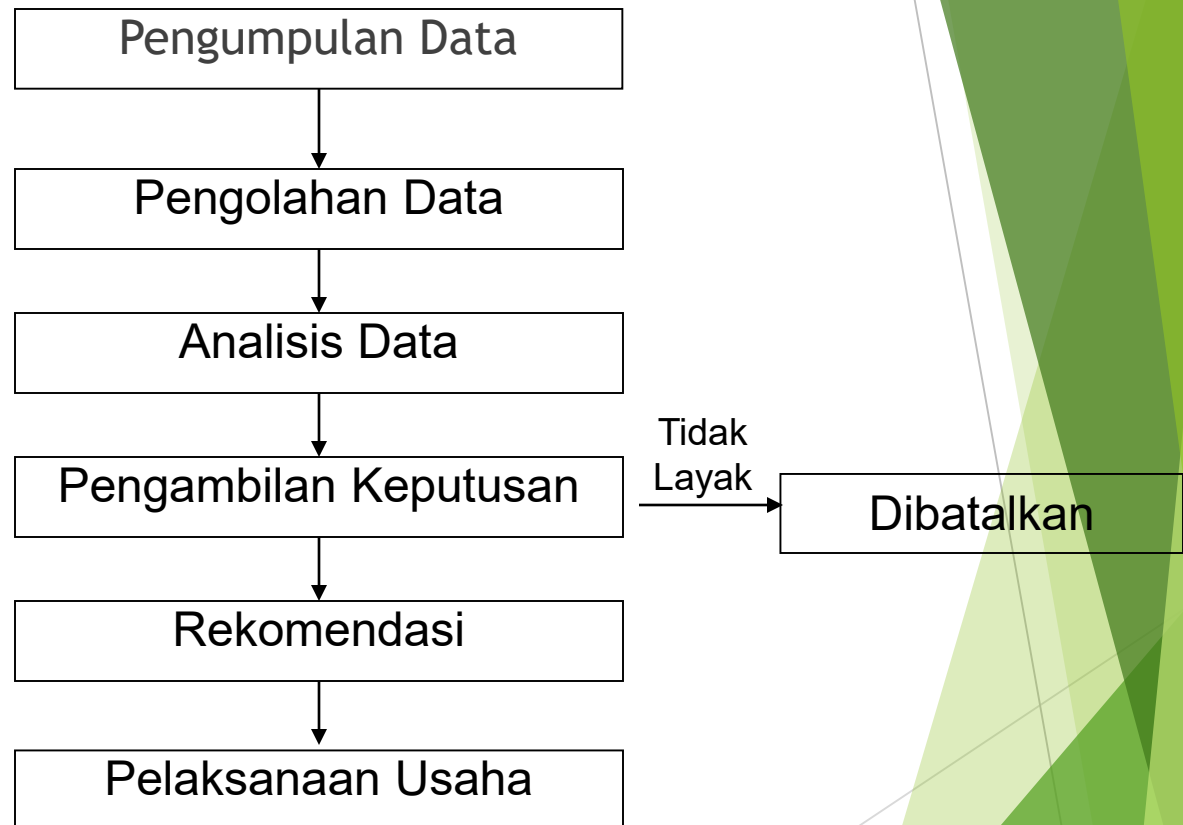 Pengumpulan Data
Pengolahan Data
Analisis Data
Pengambilan Keputusan
Tidak
Layak
Dibatalkan
Rekomendasi
Pelaksanaan Usaha